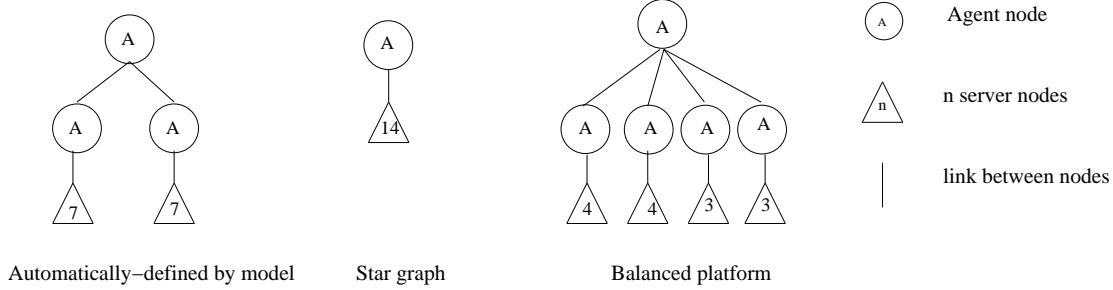 A
A
A
7
7
Automatically−defined by model
A
14
Star graph
A
A
A
A
A
4
4
3
3
Balanced platform
A
Agent node
n
n server nodes
link between nodes